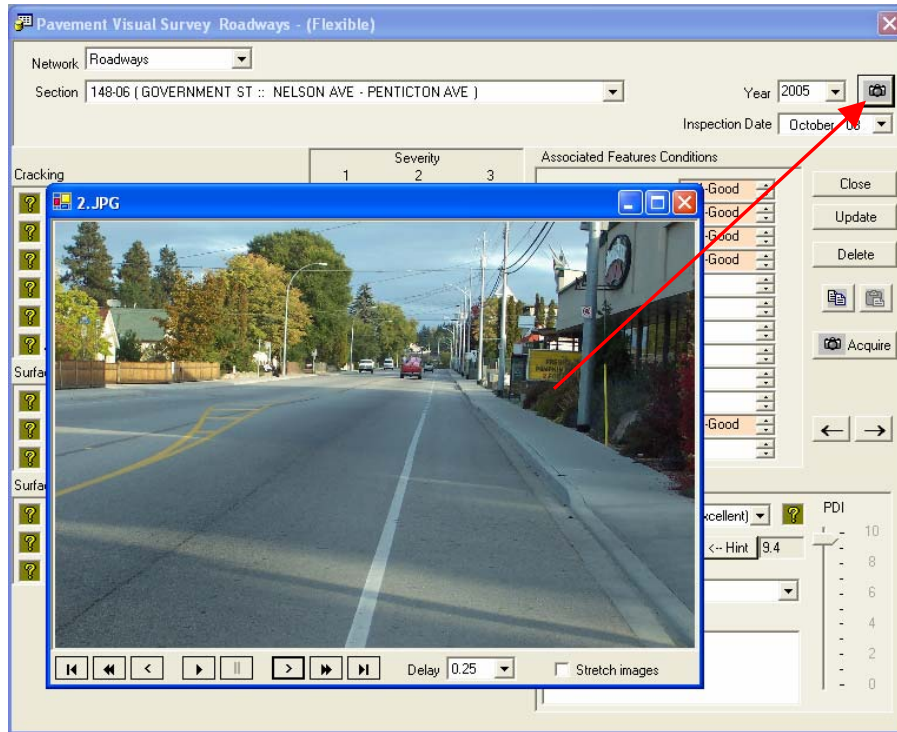 Pavement Visual Survey Roadways - (Flexible)
Network Roadways
Section 148-06 ( GOVERNMENT ST :: NELSON AVE - PENTICTON AVE )
Year 2005
Inspection Date October 08
Severity
Associated Features Conditions
Cracking
1 2 3
-Good
Close
2.JPG
-Good
Update
-Good
-Good
Delete
Acquire
Surfa
-Good
Surfa
xcellent)
PDI
<-- Hint 9.4
10
8
6
4
2
0
Delay 0.25
Stretch images